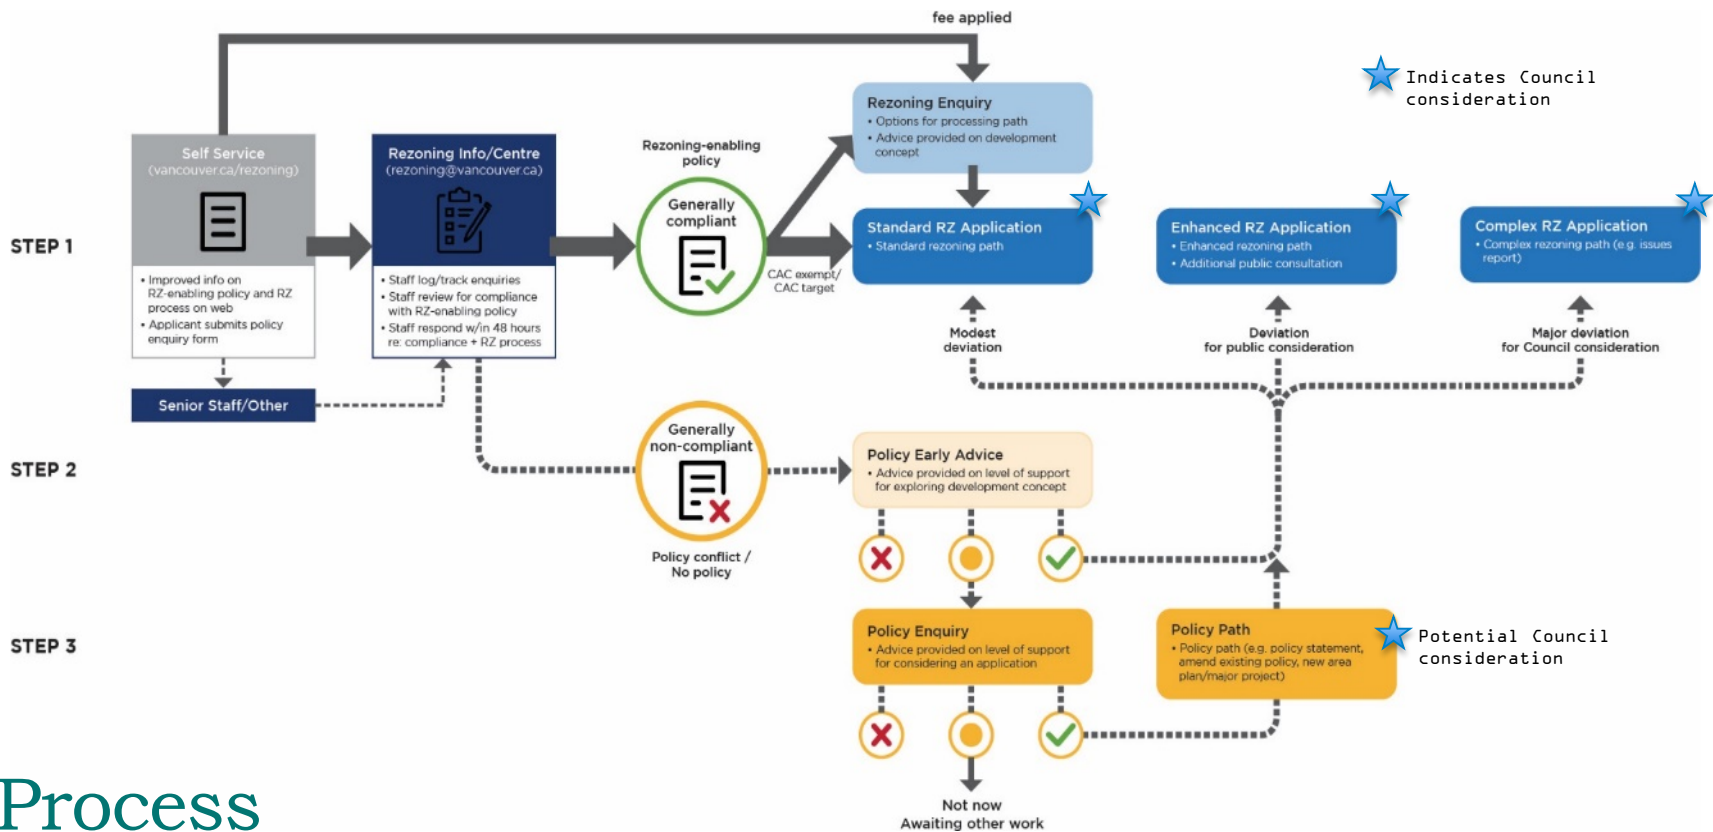 fee applied
Indicates Council
consideration
STEP 1
Self Service
(vancouver.ca/rezoning)
• Improved info on
RZ-enabling policy and RZ
process on web
• Applicant submits policy
enquiry form
Rezoning Info/Centre
(rezoning@vancouver.ca)
• Staff log/track enquiries
• Staff review for compliance
with RZ-enabling policy
• Staff respond w/in 48 hours
re: compliance + RZ process
Senior Staff/Other
Rezoning-enabling
policy
Generally
compliant
CAC exempt/
CAC target
Rezoning Enquiry
• Options for processing path
• Advice provided on development
concept
Standard RZ Application
• Standard rezoning path
Enhanced RZ Application
• Enhanced rezoning path
• Additional public consultation
Complex RZ Application
• Complex rezoning path (e.g. issues
report)
Modest
deviation
Deviation
for public consideration
Major deviation
for Council consideration
STEP 2
Generally
non-compliant
Policy conflict /
No policy
Policy Early Advice
• Advice provided on level of support
for exploring development concept
STEP 3
Policy Enquiry
• Advice provided on level of support
for considering an application
Policy Path
• Policy path (e.g. policy statement,
amend existing policy, new area
plan/major project)
Potential Council
consideration
Not now
Awaiting other work
Process